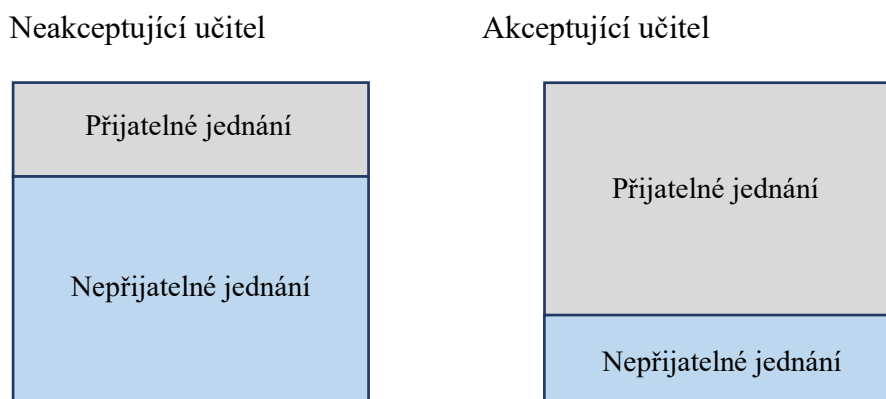 Neakceptující učitel
Akceptující učitel
Přijatelné jednání
Nepřijatelné jednání
Přijatelné jednání
Nepřijatelné jednání